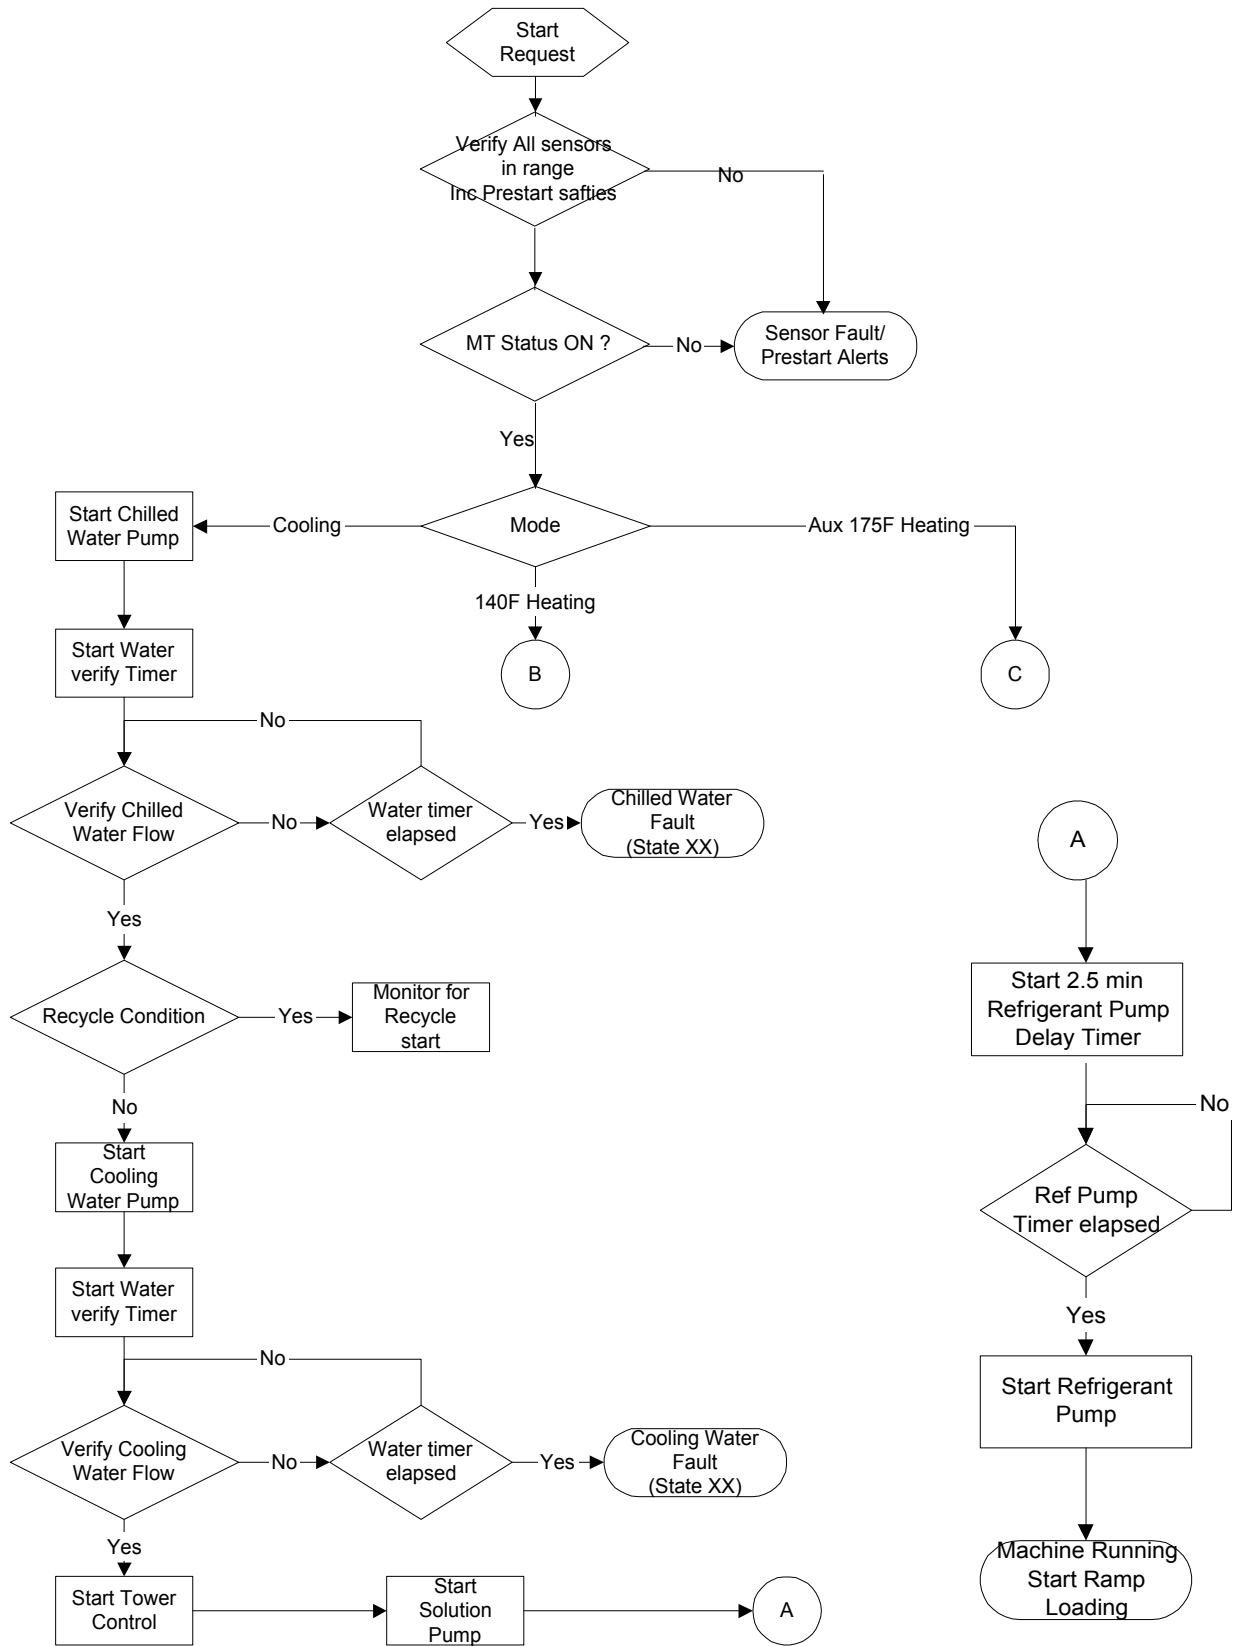 Start
Request
Verify All sensors
in range
Inc Prestart safties
No
MT Status ON ?
No
Sensor Fault/
Prestart Alerts
Yes
Start Chilled
Water Pump
Cooling
Mode
Aux 175F Heating
140F Heating
Start Water
verify Timer
B
C
No
Verify Chilled
Water Flow
No
Water timer
elapsed
Yes
Chilled Water
Fault
(State XX)
Yes
Recycle Condition
Yes
Monitor for
Recycle
start
No
Start
Cooling
Water Pump
Start Water
verify Timer
No
Verify Cooling
Water Flow
No
Water timer
elapsed
Yes
Cooling Water
Fault
(State XX)
Yes
Start Tower
Control
Start
Solution
Pump
A
A
Start 2.5 min
Refrigerant Pump
Delay Timer
No
Ref Pump
Timer elapsed
Yes
Start Refrigerant
Pump
Machine Running
Start Ramp
Loading